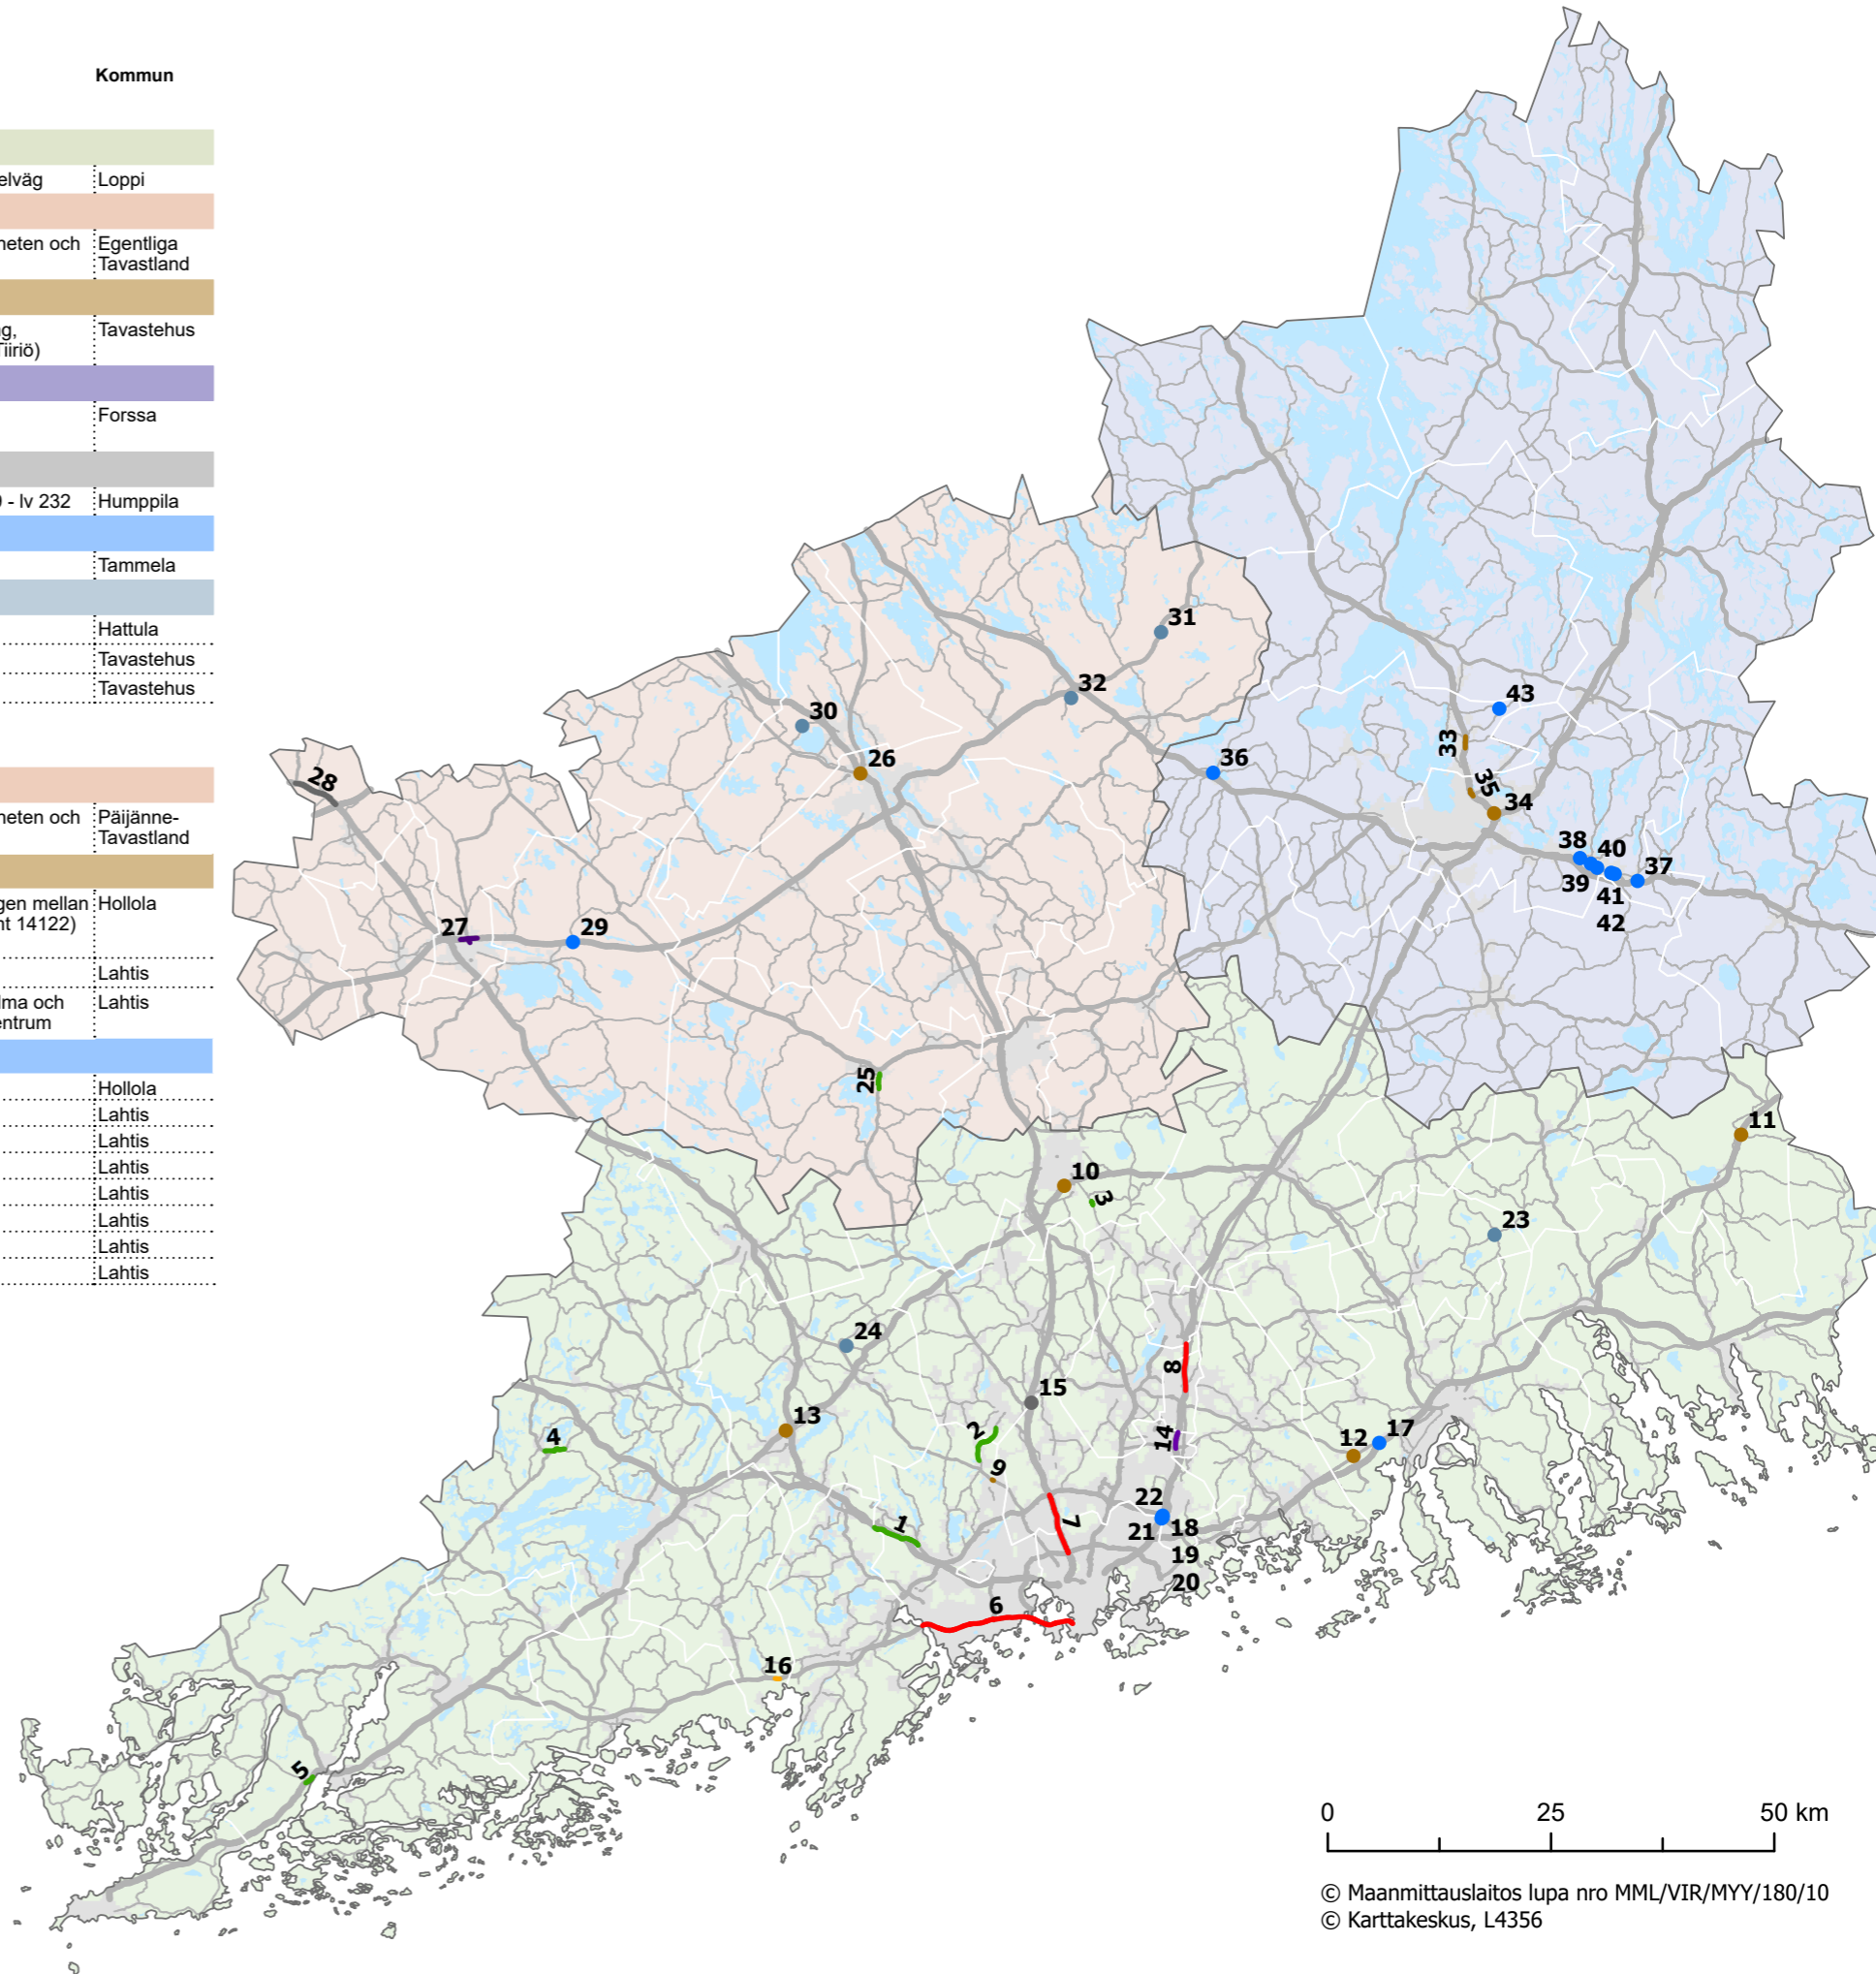 Kommun
elväg Loppi
neten och Egentliga
Tavastland
g, Tavastehus
Tiiriö)
Forssa
- lv 232 Humppila
Tammela
Hattula
Tavastehus
Tavastehus
neten och Päijänne-
Tavastland
gen mellan Hollola
nt 14122)
Lahtis
lma och Lahtis
entrum
Hollola
Lahtis
Lahtis
Lahtis
Lahtis
Lahtis
Lahtis
Lahtis
31
32
43
30
33
26
36
28
35
34
38
40
37
39
41
27
29
42
25
11
10
3
23
24
8
15
13
2
14
4
12
17
9
22
7
1
21
18
19
20
6
16
5
0 25 50 km
© Maanmittauslaitos lupa nro MML/VIR/MYY/180/10
© Karttakeskus, L4356